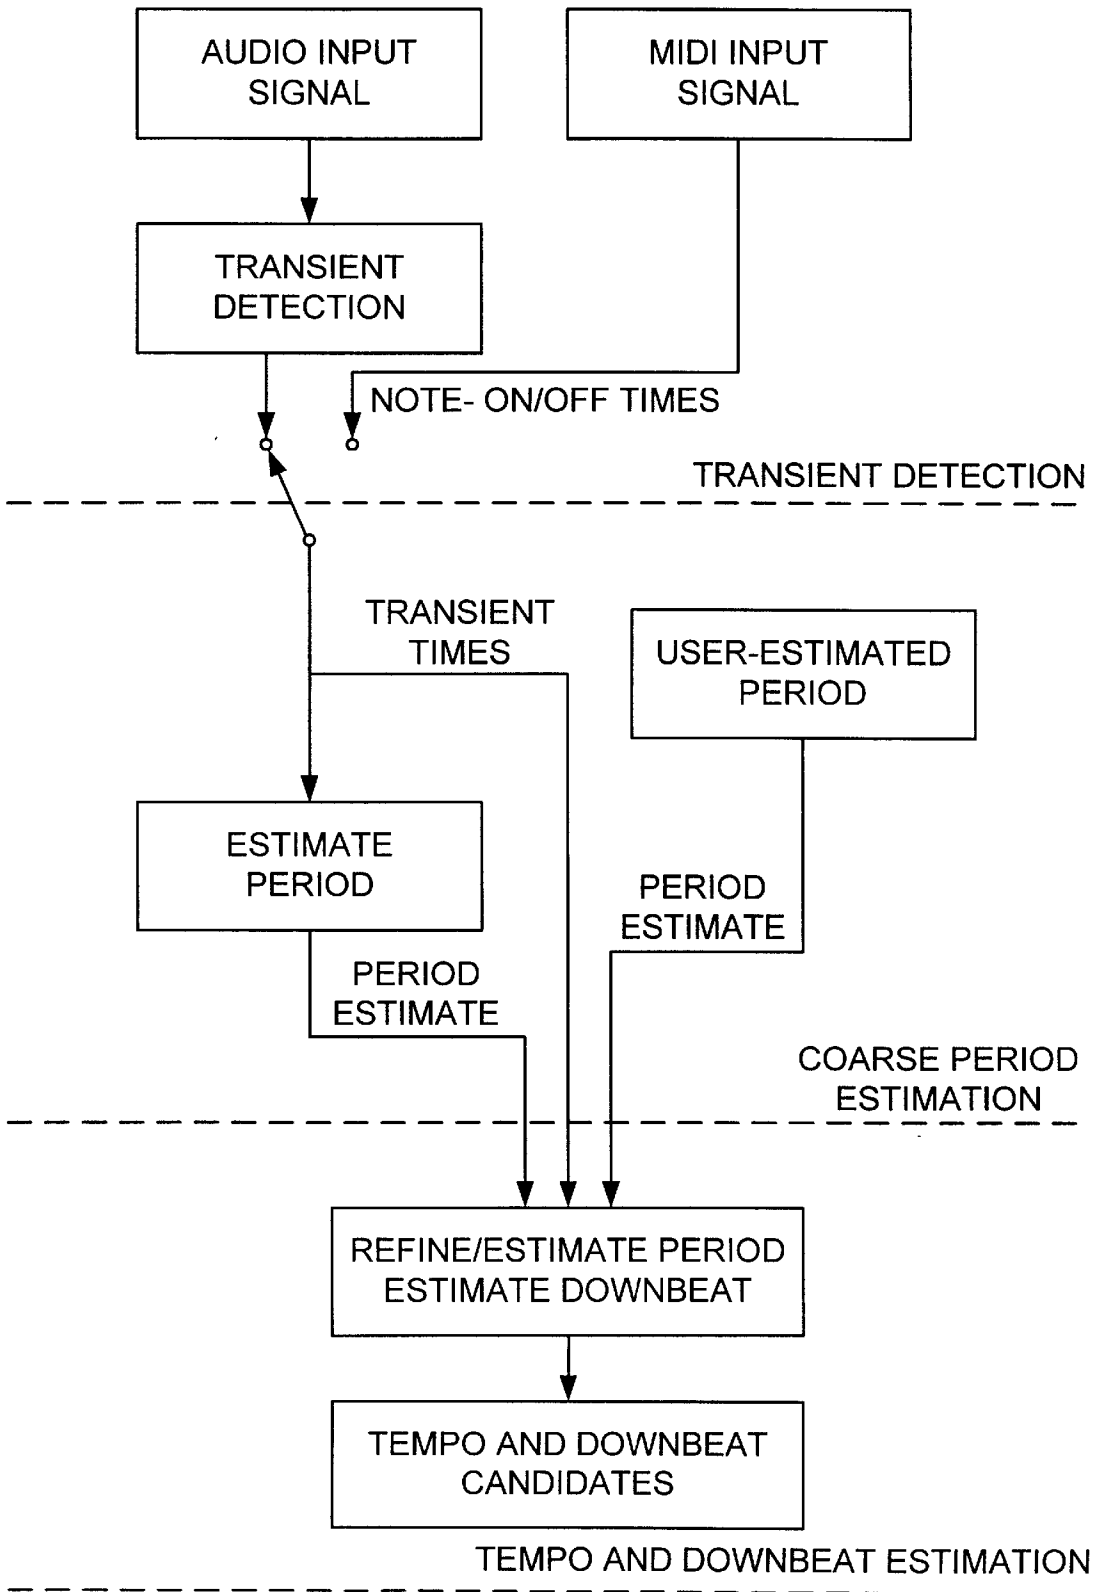 AUDIO INPUT
SIGNAL
MIDI INPUT
SIGNAL
TRANSIENT
DETECTION
NOTE- ON/OFF TIMES
TRANSIENT DETECTION
TRANSIENT
TIMES
USER-ESTIMATED
PERIOD
ESTIMATE
PERIOD
PERIOD
ESTIMATE
PERIOD
ESTIMATE
COARSE PERIOD
ESTIMATION
REFINE/ESTIMATE PERIOD
ESTIMATE DOWNBEAT
TEMPO AND DOWNBEAT
CANDIDATES
TEMPO AND DOWNBEAT ESTIMATION